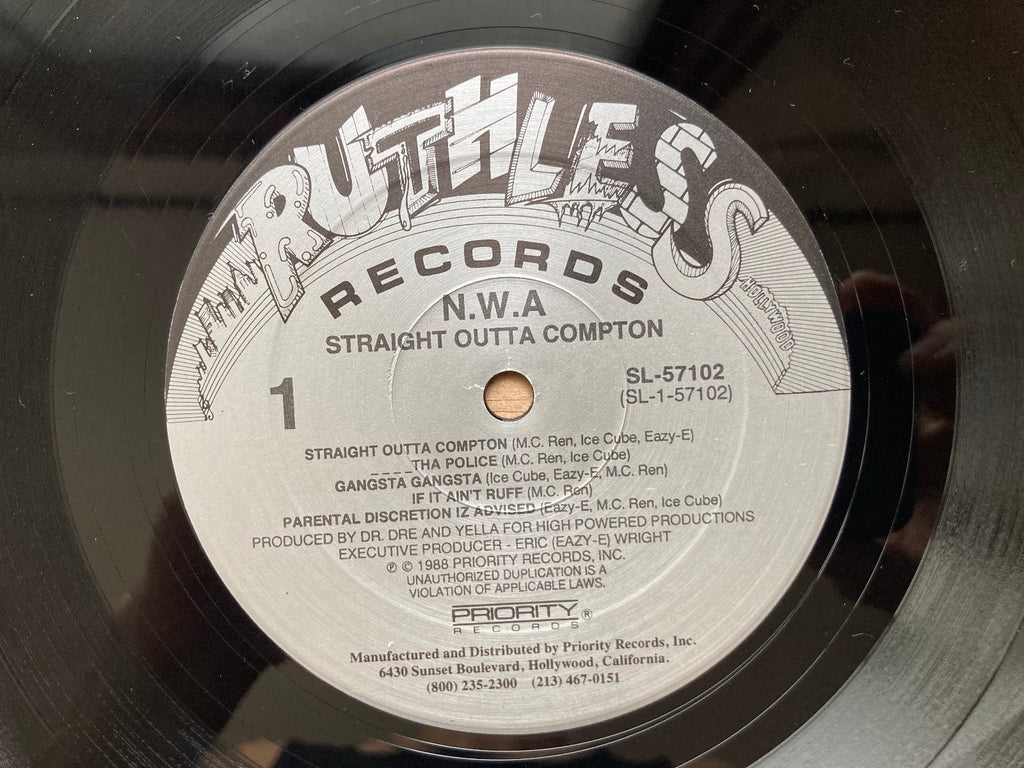 RUTHLESS
RECORDS
HOLLYWOOD
N.W.A
STRAIGHT OUTTA COMPTON
1
SL-57102
(SL-1-57102)
STRAIGHT OUTTA COMPTON (M.C. Ren, Ice Cube, Eazy-E)
____THA POLICE (M.C. Ren, Ice Cube)
GANGSTA GANGSTA (Ice Cube, Eazy-E, M.C. Ren)
IF IT AIN'T RUFF (M.C. Ren)
PARENTAL DISCRETION IZ ADVISED (Eazy-E, M.C. Ren, Ice Cube)
PRODUCED BY DR. DRE AND YELLA FOR HIGH POWERED PRODUCTIONS
EXECUTIVE PRODUCER - ERIC (EAZY-E) WRIGHT
℗ © 1988 PRIORITY RECORDS, INC.
UNAUTHORIZED DUPLICATION IS A
VIOLATION OF APPLICABLE LAWS.
PRIORITY ®
RECORDS
Manufactured and Distributed by Priority Records, Inc.
6430 Sunset Boulevard, Hollywood, California.
(800) 235-2300 (213) 467-0151